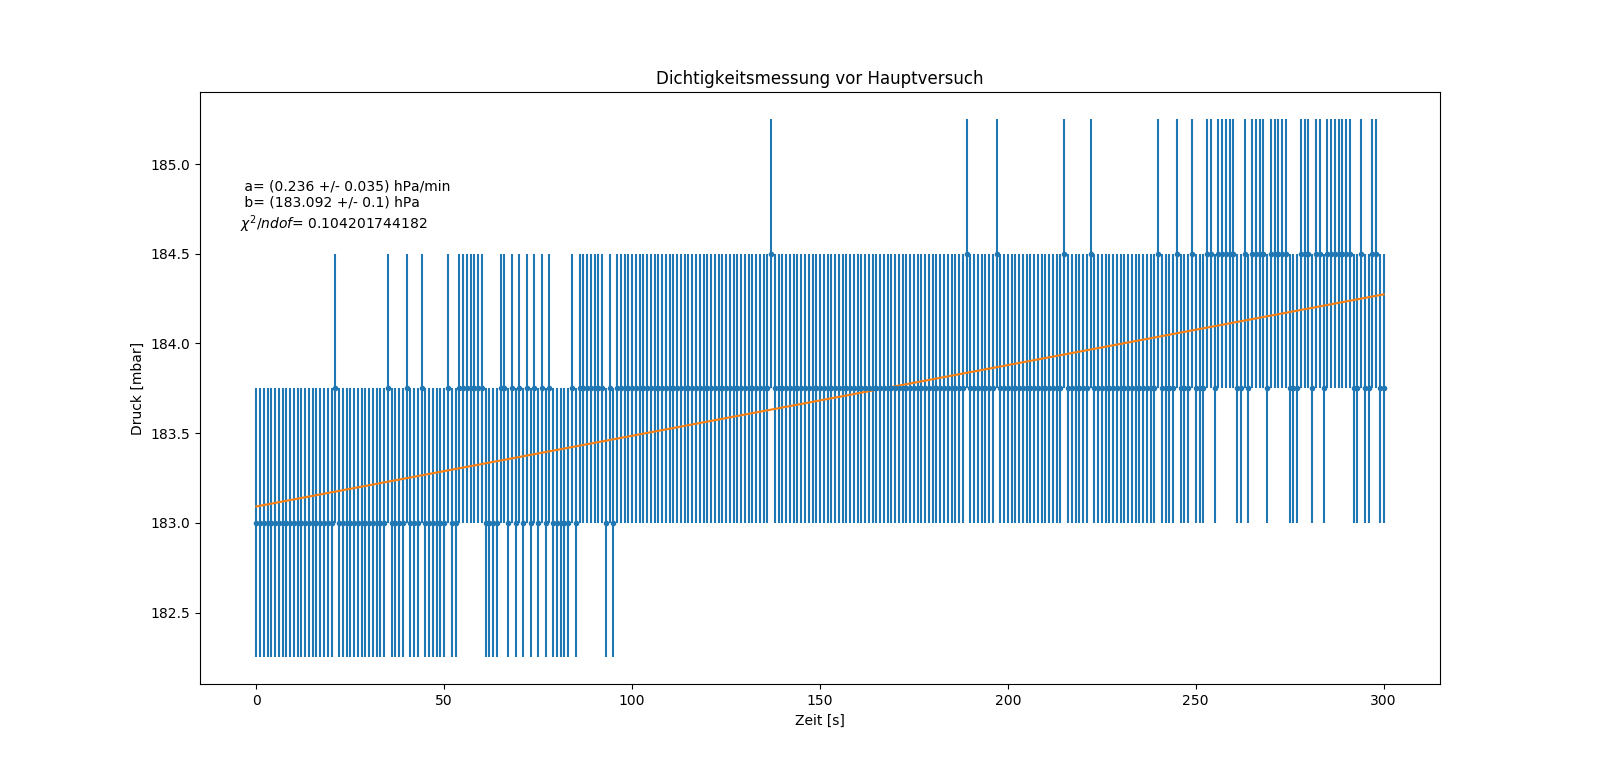 Dichtigkeitsmessung vor Hauptversuch
a= (0.236 +/- 0.035) hPa/min
b= (183.092 +/- 0.1) hPa
χ²/ndof= 0.104201744182
Druck [mbar]
185.0
184.5
184.0
183.5
183.0
182.5
0 50 100 150 200 250 300
Zeit [s]